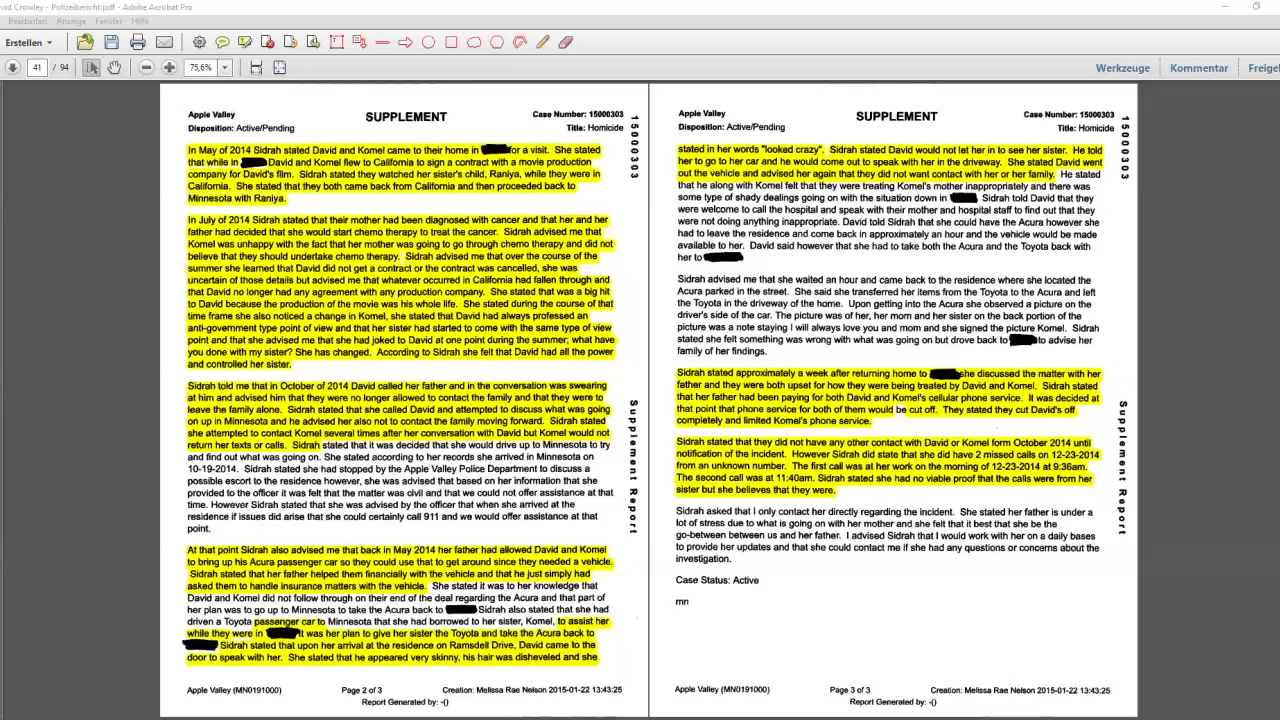 vid Crowley - Polizeibericht.pdf - Adobe Acrobat Pro
Bearbeiten Anzeige Fenster Hilfe
Erstellen
41 / 94
75,6%
Werkzeuge
Kommentar
Freige
Apple Valley
SUPPLEMENT
Case Number: 15000303
Disposition: Active/Pending
Title: Homicide
In May of 2014 Sidrah stated David and Komel came to their home in for a visit. She stated
that while in David and Komel flew to California to sign a contract with a movie production
company for David's film. Sidrah stated they watched her sister's child, Raniya, while they were in
California. She stated that they both came back from California and then proceeded back to
Minnesota with Raniya.
In July of 2014 Sidrah stated that their mother had been diagnosed with cancer and that her and her
father had decided that she would start chemo therapy to treat the cancer. Sidrah advised me that
Komel was unhappy with the fact that her mother was going to go through chemo therapy and did not
believe that they should undertake chemo therapy. Sidrah advised me that over the course of the
summer she learned that David did not get a contract or the contract was cancelled, she was
uncertain of those details but advised me that whatever occurred in California had fallen through and
that David no longer had any agreement with any production company. She stated that was a big hit
to David because the production of the movie was his whole life. She stated during the course of that
time frame she also noticed a change in Komel, she stated that David had always professed an
anti-government type point of view and that her sister had started to come with the same type of view
point and that she advised me that she had joked to David at one point during the summer; what have
you done with my sister? She has changed. According to Sidrah she felt that David had all the power
and controlled her sister.
Sidrah told me that in October of 2014 David called her father and in the conversation was swearing
at him and advised him that they were no longer allowed to contact the family and that they were to
leave the family alone. Sidrah stated that she called David and attempted to discuss what was going
on up in Minnesota and he advised her also not to contact the family moving forward. Sidrah stated
she attempted to contact Komel several times after her conversation with David but Komel would not
return her texts or calls. Sidrah stated that it was decided that she would drive up to Minnesota to try
and find out what was going on. She stated according to her records she arrived in Minnesota on
10-19-2014. Sidrah stated she had stopped by the Apple Valley Police Department to discuss a
possible escort to the residence however, she was advised that based on her information that she
provided to the officer it was felt that the matter was civil and that we could not offer assistance at that
time. However Sidrah stated that she was advised by the officer that when she arrived at the
residence if issues did arise that she could certainly call 911 and we would offer assistance at that
point.
At that point Sidrah also advised me that back in May 2014 her father had allowed David and Komel
to bring up his Acura passenger car so they could use that to get around since they needed a vehicle.
Sidrah stated that her father helped them financially with the vehicle and that he just simply had
asked them to handle insurance matters with the vehicle. She stated it was to her knowledge that
David and Komel did not follow through on their end of the deal regarding the Acura and that part of
her plan was to go up to Minnesota to take the Acura back to Sidrah also stated that she had
driven a Toyota passenger car to Minnesota that she had borrowed to her sister, Komel, to assist her
while they were in It was her plan to give her sister the Toyota and take the Acura back to
Sidrah stated that upon her arrival at the residence on Ramsdell Drive, David came to the
door to speak with her. She stated that he appeared very skinny, his hair was disheveled and she
Apple Valley (MN0191000)
Page 2 of 3
Creation: Melissa Rae Nelson 2015-01-22 13:43:25
Report Generated by: -()
15000303
Supplement Report
Apple Valley
SUPPLEMENT
Case Number: 15000303
Disposition: Active/Pending
Title: Homicide
stated in her words "looked crazy". Sidrah stated David would not let her in to see her sister. He told
her to go to her car and he would come out to speak with her in the driveway. She stated David went
out the vehicle and advised her again that they did not want contact with her or her family. He stated
that he along with Komel felt that they were treating Komel's mother inappropriately and there was
some type of shady dealings going on with the situation down in Sidrah told David that they
were welcome to call the hospital and speak with their mother and hospital staff to find out that they
were not doing anything inappropriate. David told Sidrah that she could have the Acura however she
had to leave the residence and come back in approximately an hour and the vehicle would be made
available to her. David said however that she had to take both the Acura and the Toyota back with
her to
Sidrah advised me that she waited an hour and came back to the residence where she located the
Acura parked in the street. She said she transferred her items from the Toyota to the Acura and left
the Toyota in the driveway of the home. Upon getting into the Acura she observed a picture on the
driver's side of the car. The picture was of her, her mom and her sister on the back portion of the
picture was a note staying I will always love you and mom and she signed the picture Komel. Sidrah
stated she felt something was wrong with what was going on but drove back to to advise her
family of her findings.
Sidrah stated approximately a week after returning home to she discussed the matter with her
father and they were both upset for how they were being treated by David and Komel. Sidrah stated
that her father had been paying for both David and Komel's cellular phone service. It was decided at
that point that phone service for both of them would be cut off. They stated they cut David's off
completely and limited Komel's phone service.
Sidrah stated that they did not have any other contact with David or Komel form October 2014 until
notification of the incident. However Sidrah did state that she did have 2 missed calls on 12-23-2014
from an unknown number. The first call was at her work on the morning of 12-23-2014 at 9:36am.
The second call was at 11:40am. Sidrah stated she had no viable proof that the calls were from her
sister but she believes that they were.
Sidrah asked that I only contact her directly regarding the incident. She stated her father is under a
lot of stress due to what is going on with her mother and she felt that it best that she be the
go-between between us and her father. I advised Sidrah that I would work with her on a daily bases
to provide her updates and that she could contact me if she had any questions or concerns about the
investigation.
Case Status: Active
mn
Apple Valley (MN0191000)
Page 3 of 3
Creation: Melissa Rae Nelson 2015-01-22 13:43:25
Report Generated by: -()
15000303
Supplement Report